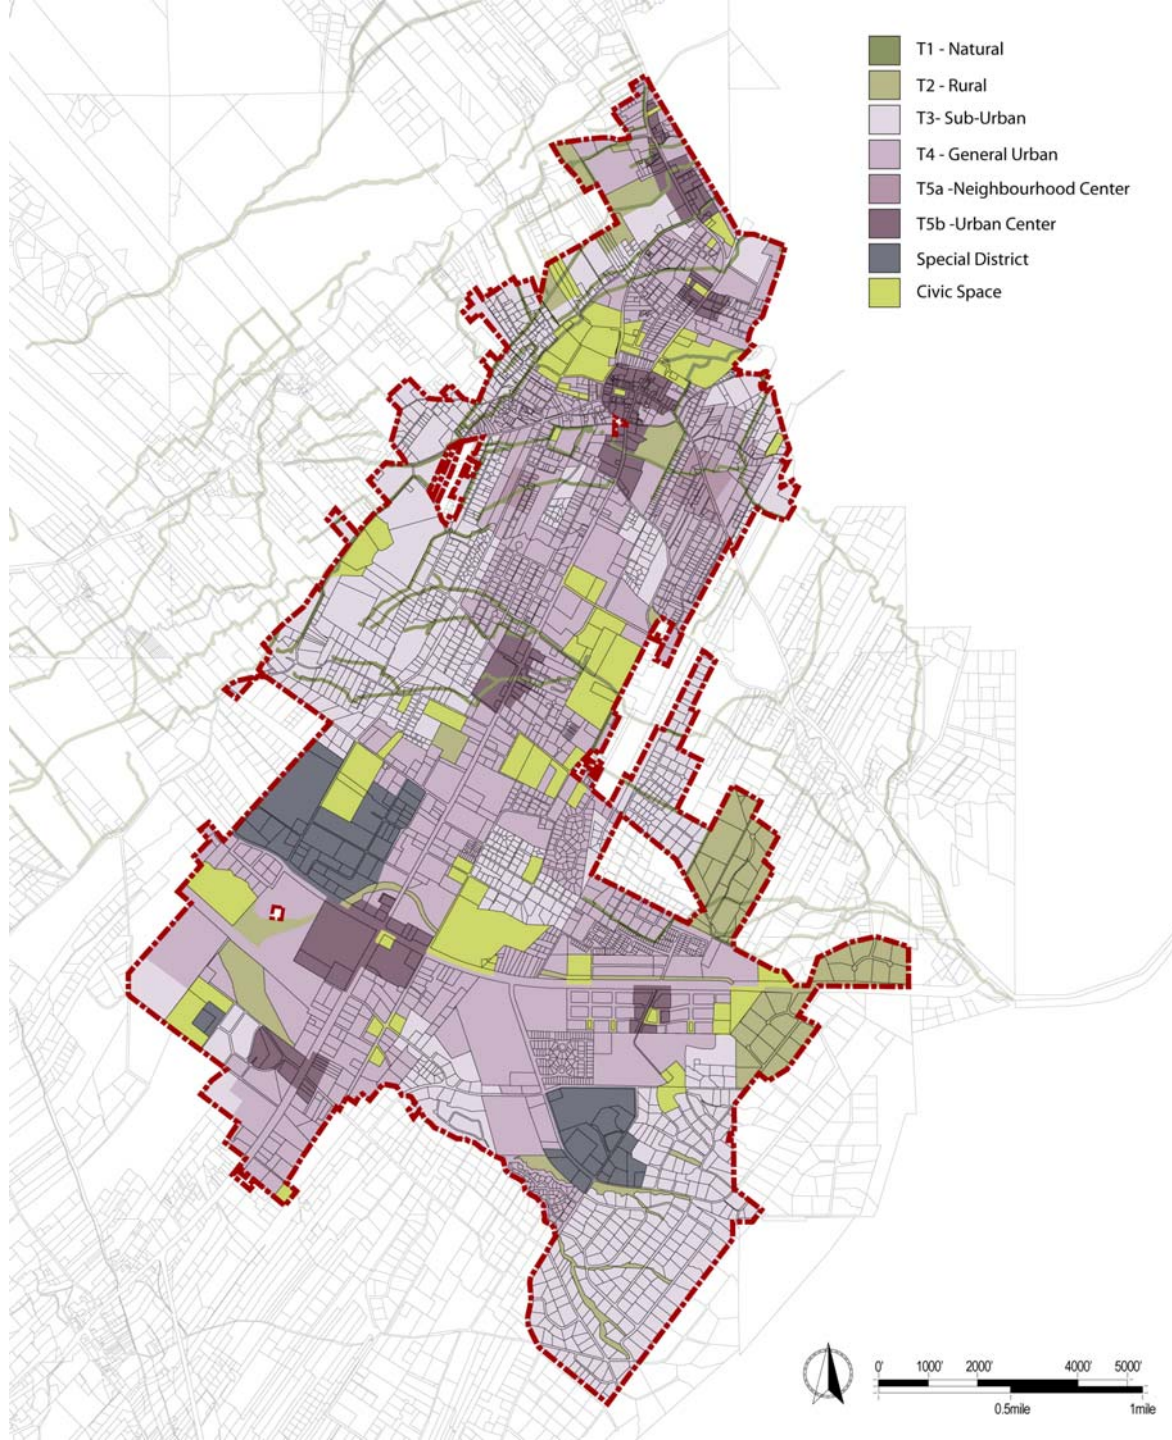 T1 - Natural
T2 - Rural
T3- Sub-Urban
T4 - General Urban
T5a -Neighbourhood Center
T5b -Urban Center
Special District
Civic Space
0' 1000' 2000' 4000' 5000'
0.5mile 1mile